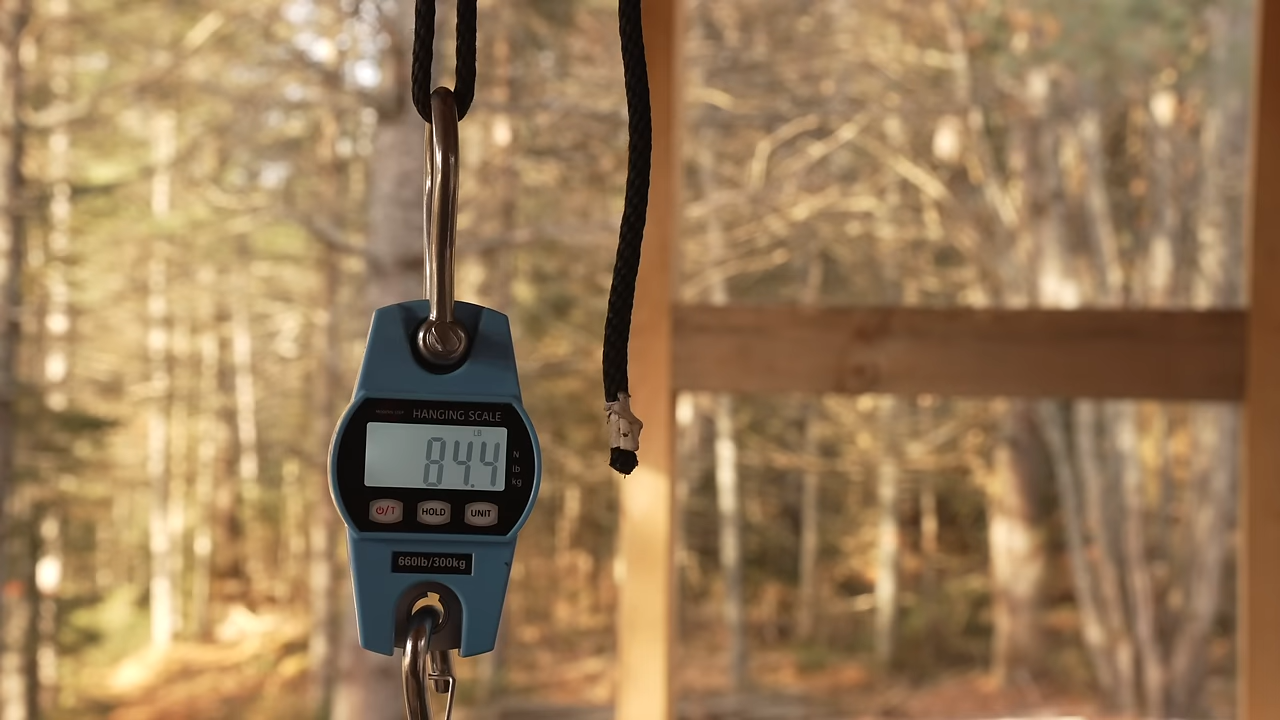 HANGING SCALE
LB
84.4
N
lb
kg
⏻/T HOLD UNIT
660lb/300kg